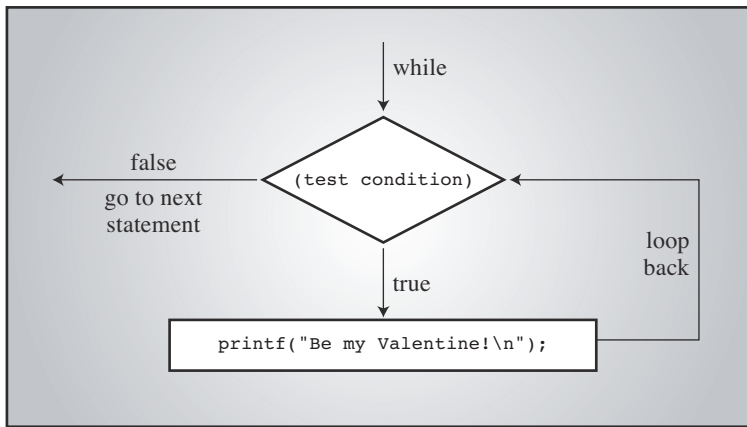 while
false
(test condition)
go to next
statement
loop
back
true
printf("Be my Valentine!\n");